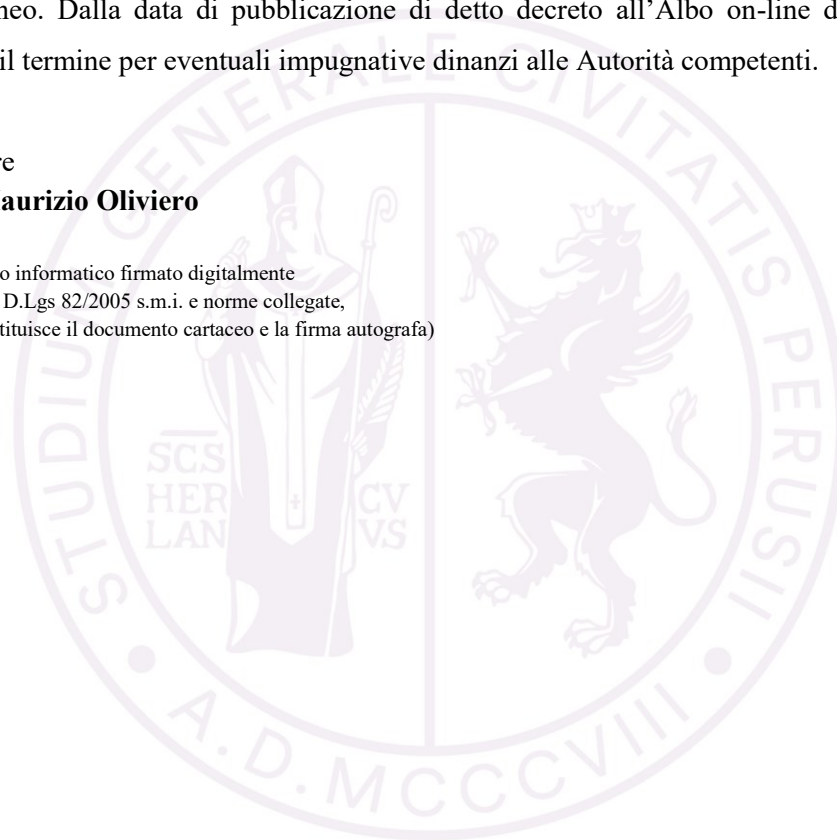 neo. Dalla data di pubblicazione di detto decreto all’Albo on-line d
il termine per eventuali impugnative dinanzi alle Autorità competenti.
re
aurizio Oliviero
o informatico firmato digitalmente
D.Lgs 82/2005 s.m.i. e norme collegate,
tituisce il documento cartaceo e la firma autografa)
STUDIUM GENERALE CIVITATIS PERUSII
SCS
HER
LAN
CV
VS
A.D. MCCCVIII